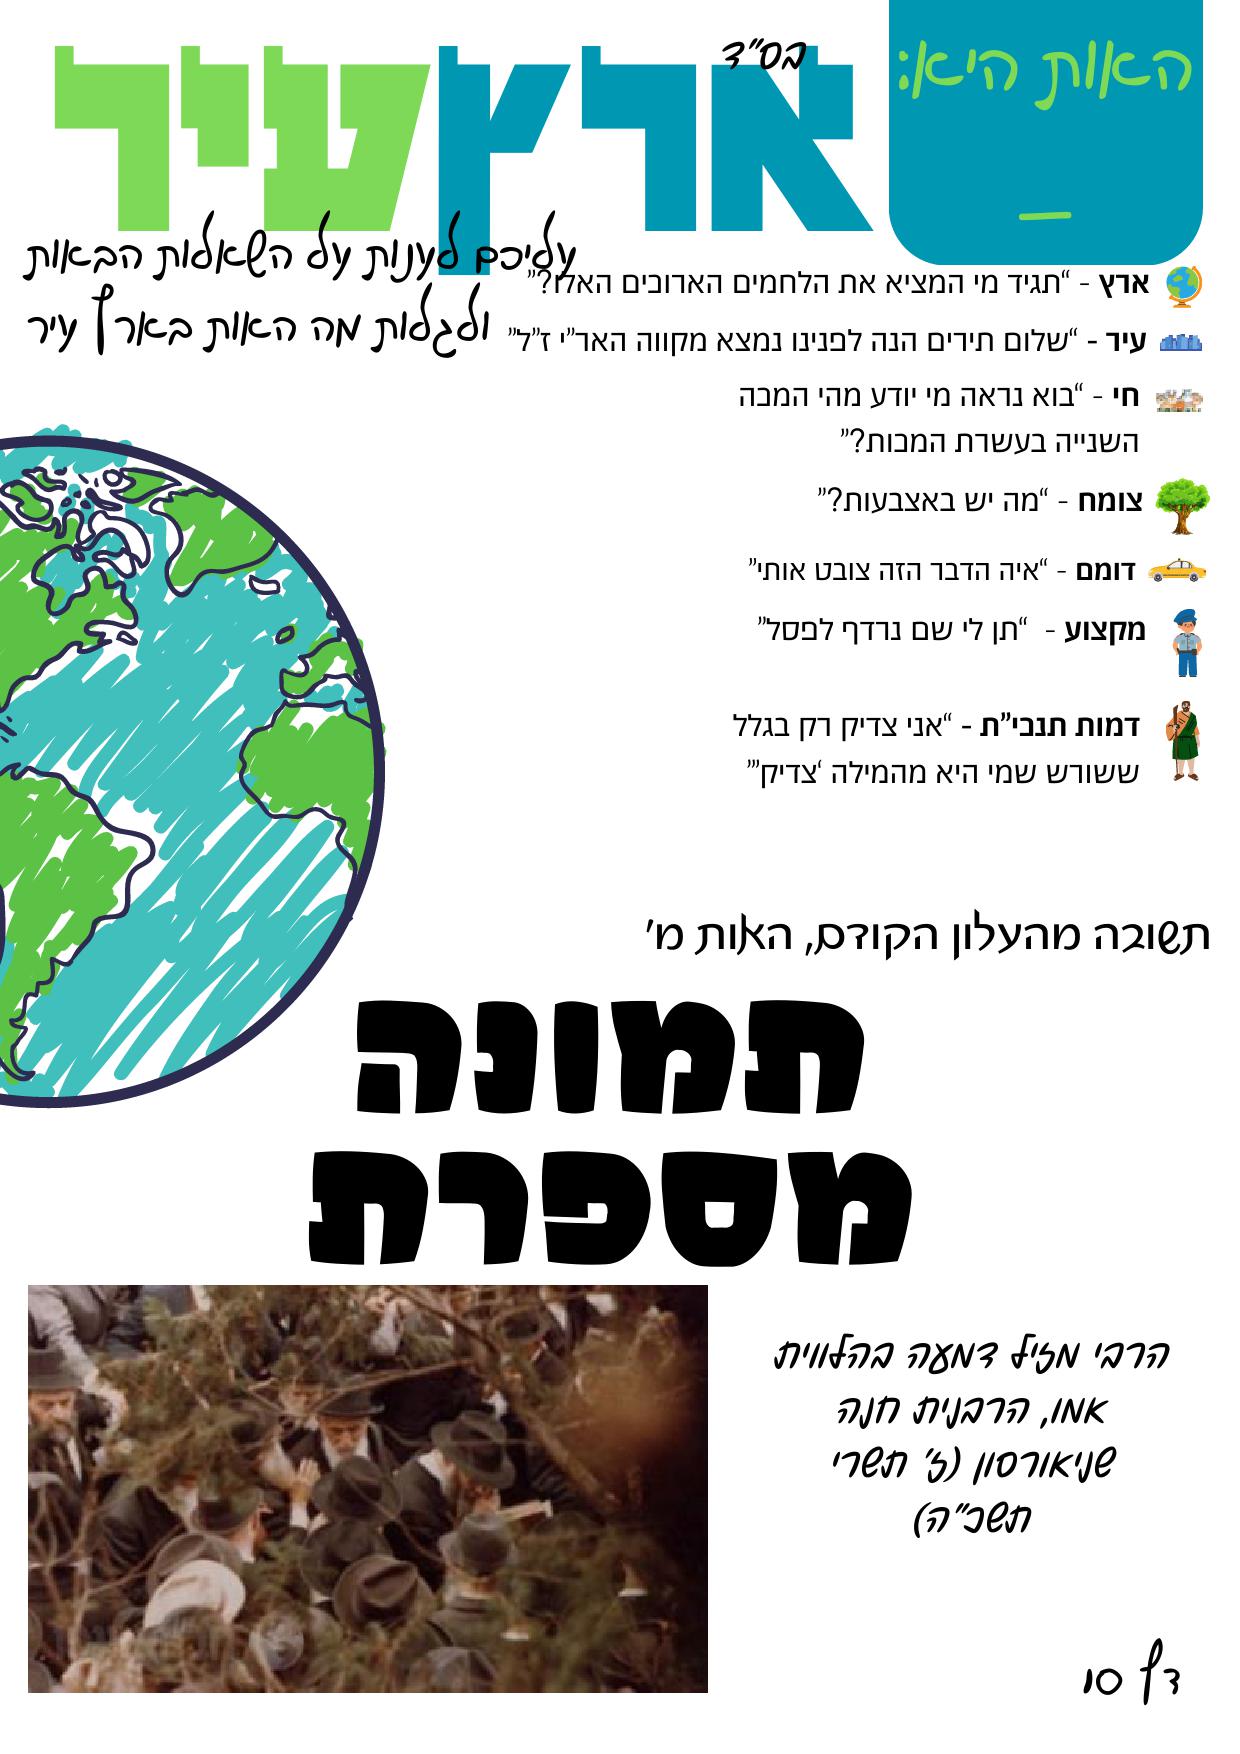 בס"ד
האות היא:
_
ארץ עיר
עליכם לענות על השאלות הבאות
ולגלות מה האות בארץ עיר
ארץ - "תגיד מי המציא את הלחמים הארוכים האלו?"
עיר - "שלום תירים הנה לפנינו נמצא מקווה האר"י ז"ל"
חי - "בוא נראה מי יודע מהי המכה
השנייה בעשרת המכות?"
צומח - "מה יש באצבעות?"
דומם - "איה הדבר הזה צובט אותי"
מקצוע - "תן לי שם נרדף לפסל"
דמות תנכי"ת - "אני צדיק רק בגלל
ששורש שמי היא מהמילה 'צדיק'"
תשובה מהעלון הקודם, האות מ'
תמונה
מספרת
הרבי מזיל דמעה בהלווית
אמו, הרבנית חנה
שניאורסון (ז' תשרי
תשכ"ה)
דף 10